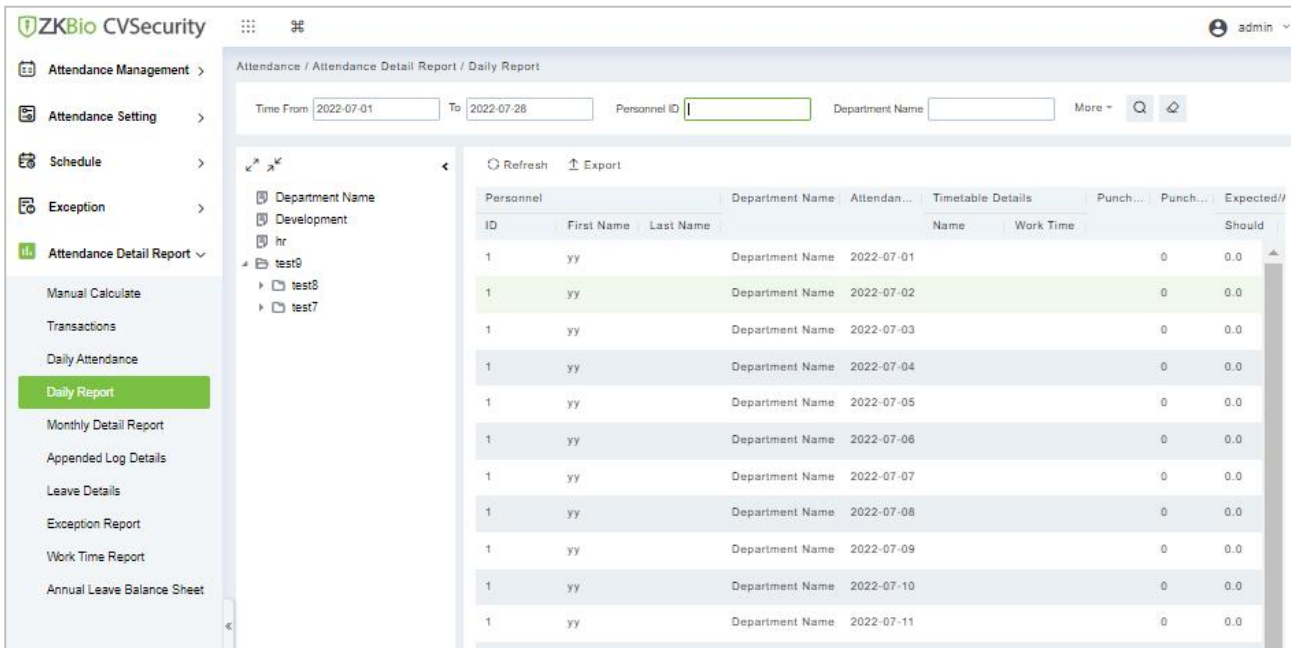 ZKBio CVSecurity
admin
Attendance Management
Attendance Setting
Schedule
Exception
Attendance Detail Report
Manual Calculate
Transactions
Daily Attendance
Daily Report
Monthly Detail Report
Appended Log Details
Leave Details
Exception Report
Work Time Report
Annual Leave Balance Sheet
Attendance / Attendance Detail Report / Daily Report
Time From 2022-07-01 To 2022-07-28 Personnel ID Department Name More
Department Name
Development
hr
test9
test8
test7
Refresh Export
Personnel Department Name Attendan... Timetable Details Punch... Punch... Expected/
ID First Name Last Name Name Work Time Should
1 yy Department Name 2022-07-01 0 0.0
1 yy Department Name 2022-07-02 0 0.0
1 yy Department Name 2022-07-03 0 0.0
1 yy Department Name 2022-07-04 0 0.0
1 yy Department Name 2022-07-05 0 0.0
1 yy Department Name 2022-07-06 0 0.0
1 yy Department Name 2022-07-07 0 0.0
1 yy Department Name 2022-07-08 0 0.0
1 yy Department Name 2022-07-09 0 0.0
1 yy Department Name 2022-07-10 0 0.0
1 yy Department Name 2022-07-11 0 0.0